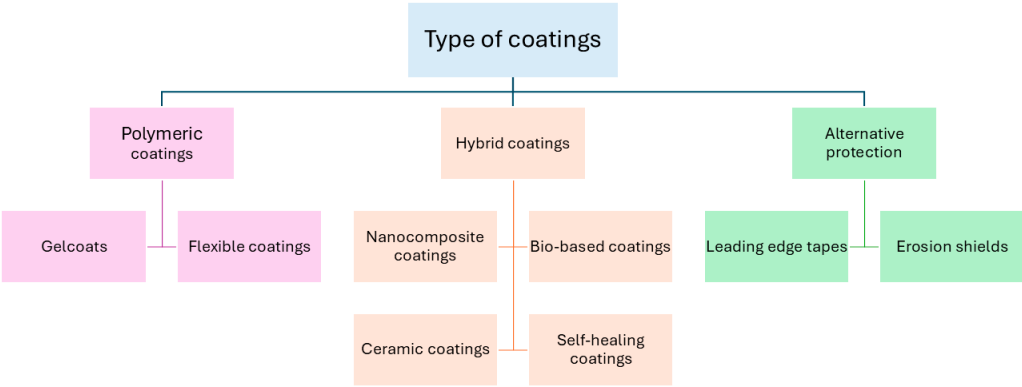 Type of coatings
Polymeric
coatings
Hybrid coatings
Alternative
protection
Gelcoats
Flexible coatings
Nanocomposite
coatings
Bio-based coatings
Leading edge tapes
Erosion shields
Ceramic coatings
Self-healing
coatings